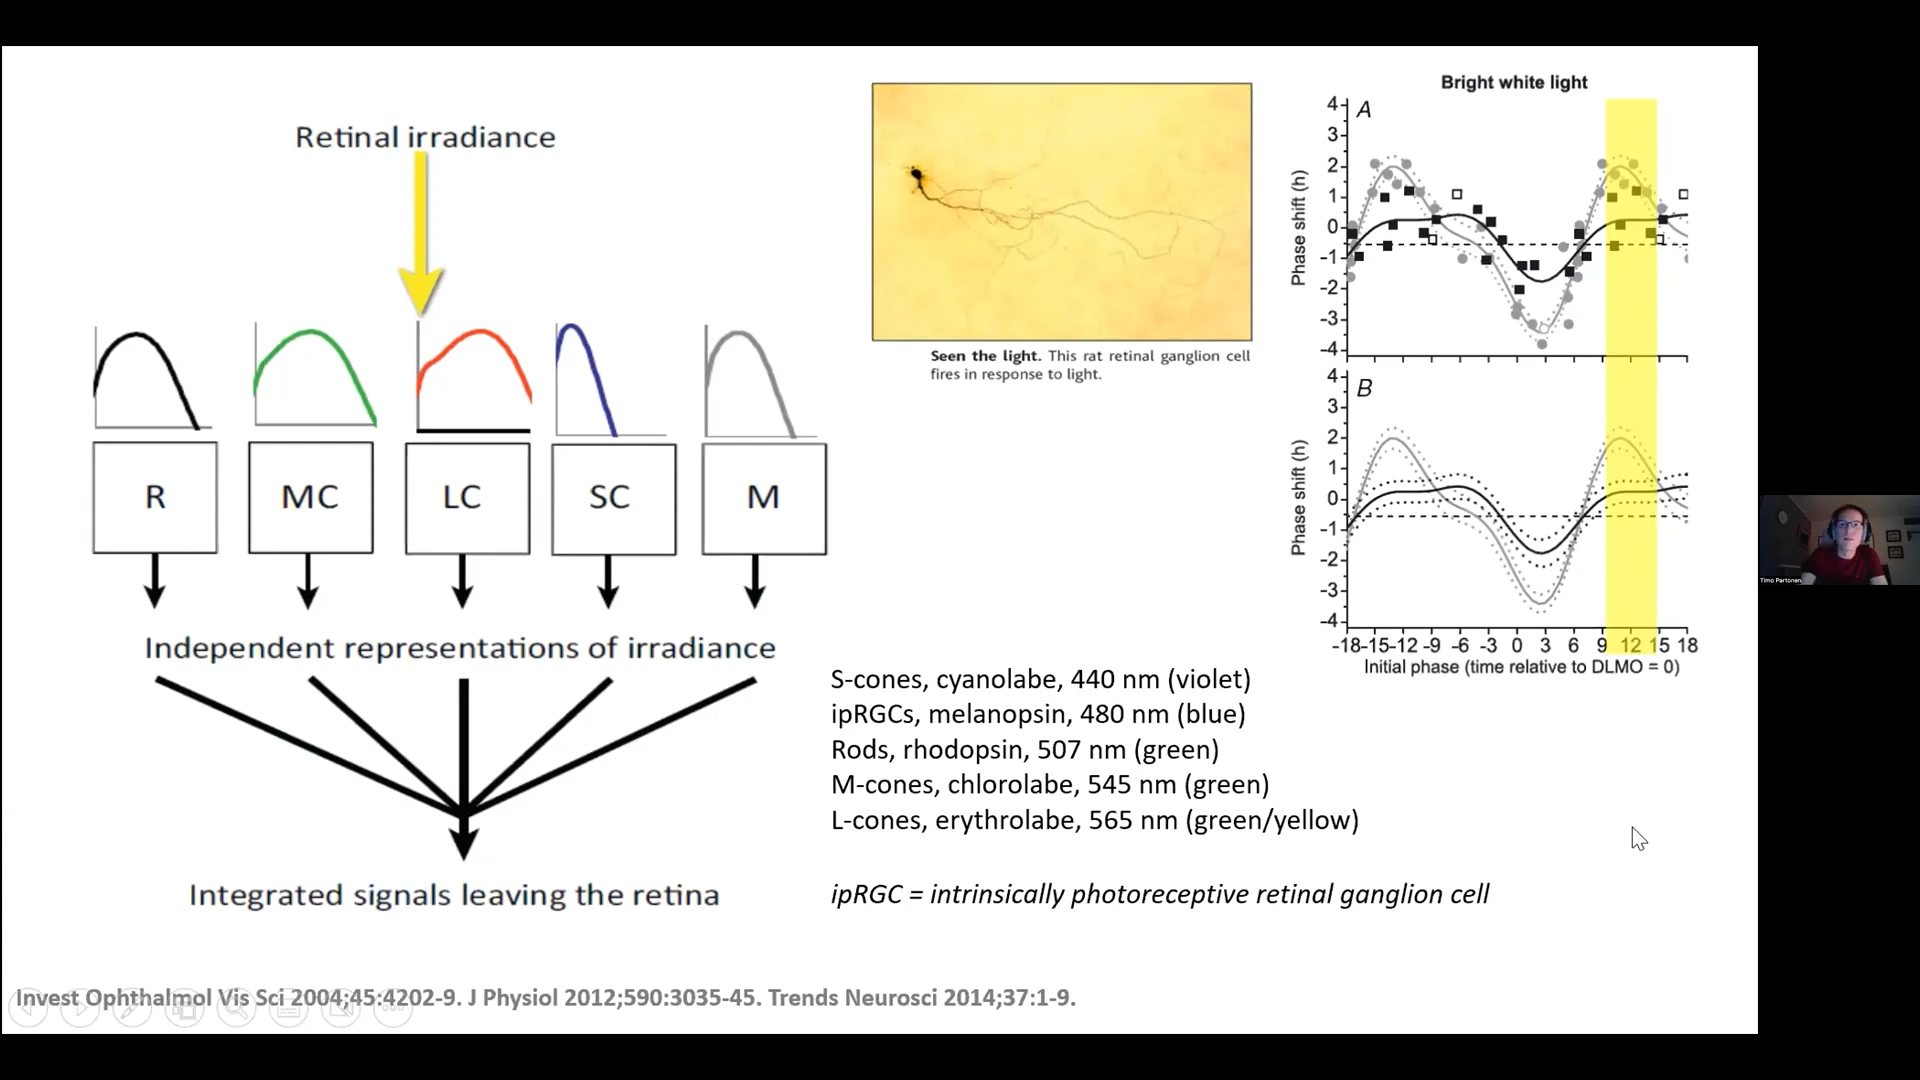 Retinal irradiance
R
MC
LC
SC
M
Independent representations of irradiance
Integrated signals leaving the retina
Seen the light. This rat retinal ganglion cell
fires in response to light.
Bright white light
A
4
3
2
1
0
-1
-2
-3
-4
Phase shift (h)
B
4
3
2
1
0
-1
-2
-3
-4
Phase shift (h)
-18 -15 -12 -9 -6 -3 0 3 6 9 12 15 18
Initial phase (time relative to DLMO = 0)
S-cones, cyanolabe, 440 nm (violet)
ipRGCs, melanopsin, 480 nm (blue)
Rods, rhodopsin, 507 nm (green)
M-cones, chlorolabe, 545 nm (green)
L-cones, erythrolabe, 565 nm (green/yellow)
ipRGC = intrinsically photoreceptive retinal ganglion cell
Invest Ophthalmol Vis Sci 2004;45:4202-9. J Physiol 2012;590:3035-45. Trends Neurosci 2014;37:1-9.
Timo Partonen